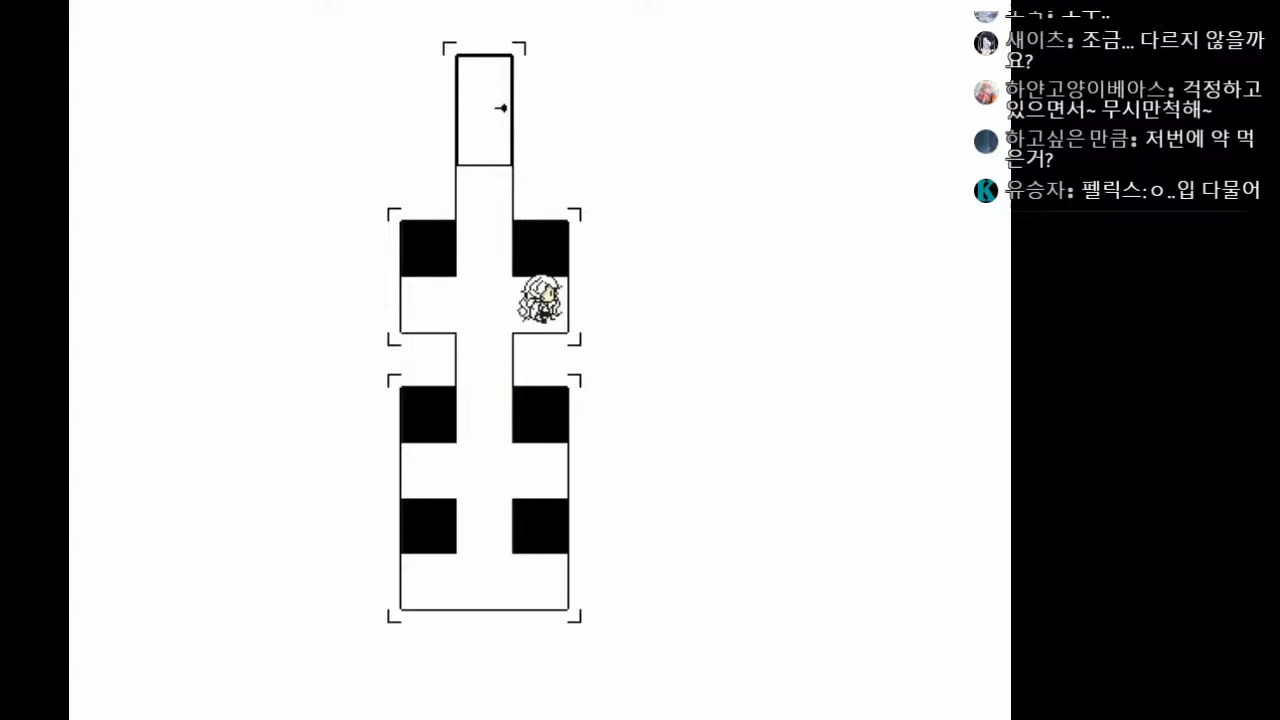 새이츠: 조금... 다르지 않을까
요?
하얀고양이베아스: 걱정하고
있으면서~ 무시만척해~
하고싶은 만큼: 저번에 약 먹
은거?
K
유승자: 펠릭스:ㅇ..입 다물어